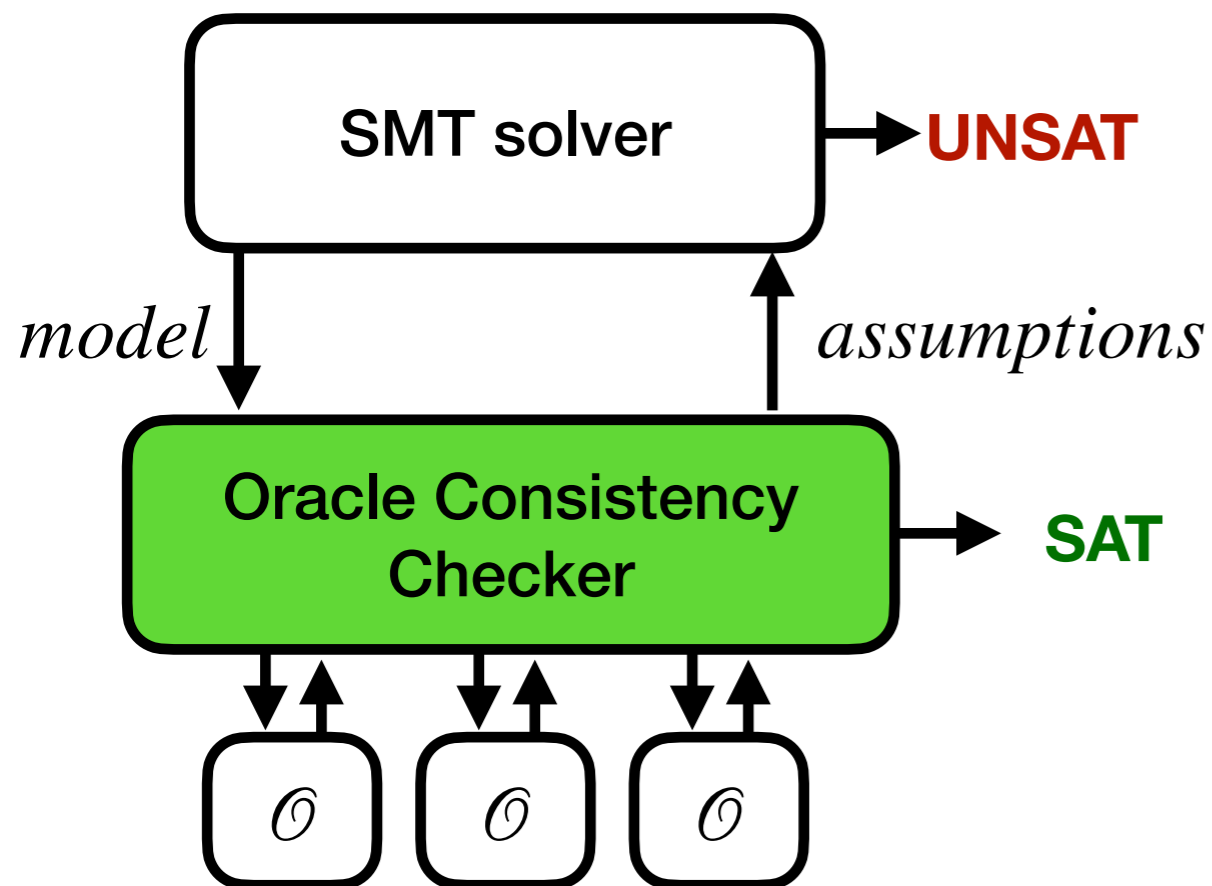 SMT solver
UNSAT
model
assumptions
Oracle Consistency
Checker
SAT
𝒪
𝒪
𝒪